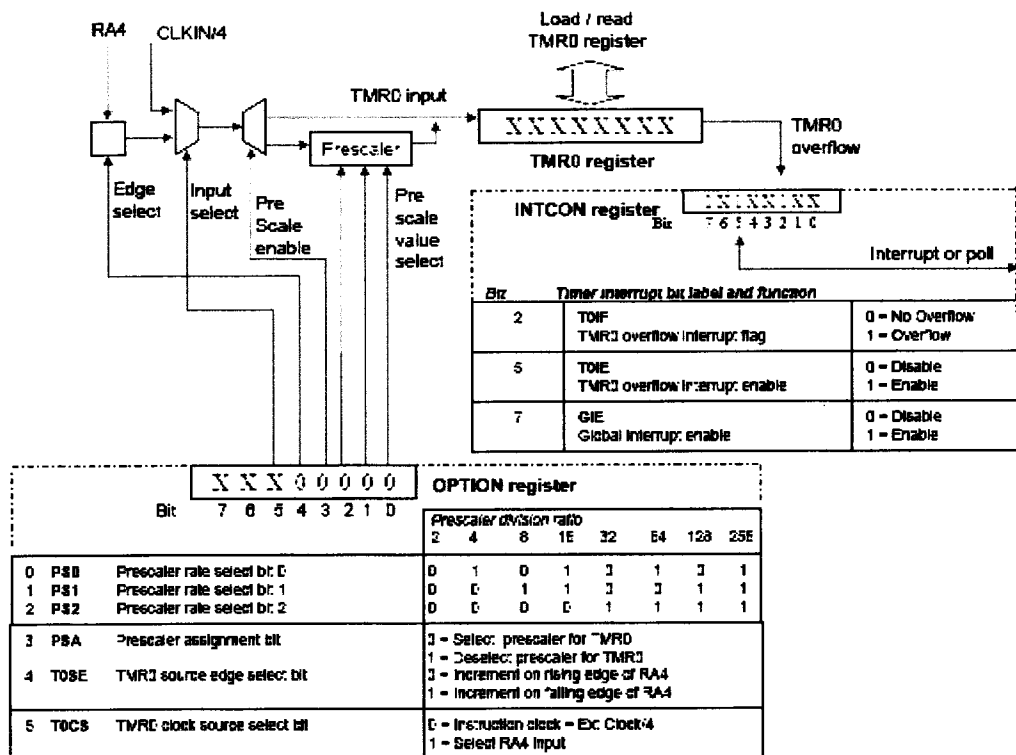 RA4 CLKIN/4
Load / read
TMR0 register
TMR0 input
XXXXXXXX
TMR0
overflow
Prescaler
TMR0 register
Edge
select
Input
select
Pre
Scale
enable
Pre
scale
value
select
INTCON register
Bit 7 6 5 4 3 2 1 0
Interrupt or poll
Bit Timer interrupt bit label and function
2 T0IF 0 = No Overflow
TMR0 overflow interrupt flag 1 = Overflow
5 T0IE 0 = Disable
TMR0 overflow interrupt enable 1 = Enable
7 GIE 0 = Disable
Global interrupt enable 1 = Enable
X X X 0 0 0 0 0 OPTION register
Bit 7 6 5 4 3 2 1 0
Prescaler division ratio
2 4 8 16 32 64 128 256
0 PS0 Prescaler rate select bit 0 0 1 0 1 0 1 0 1
1 PS1 Prescaler rate select bit 1 0 0 1 1 0 0 1 1
2 PS2 Prescaler rate select bit 2 0 0 0 0 1 1 1 1
3 PSA Prescaler assignment bit 0 = Select prescaler for TMR0
1 = Deselect prescaler for TMR0
4 T0SE TMR0 source edge select bit 0 = Increment on rising edge of RA4
1 = Increment on falling edge of RA4
5 T0CS TMR0 clock source select bit 0 = Instruction clock = Ext Clock/4
1 = Select RA4 input